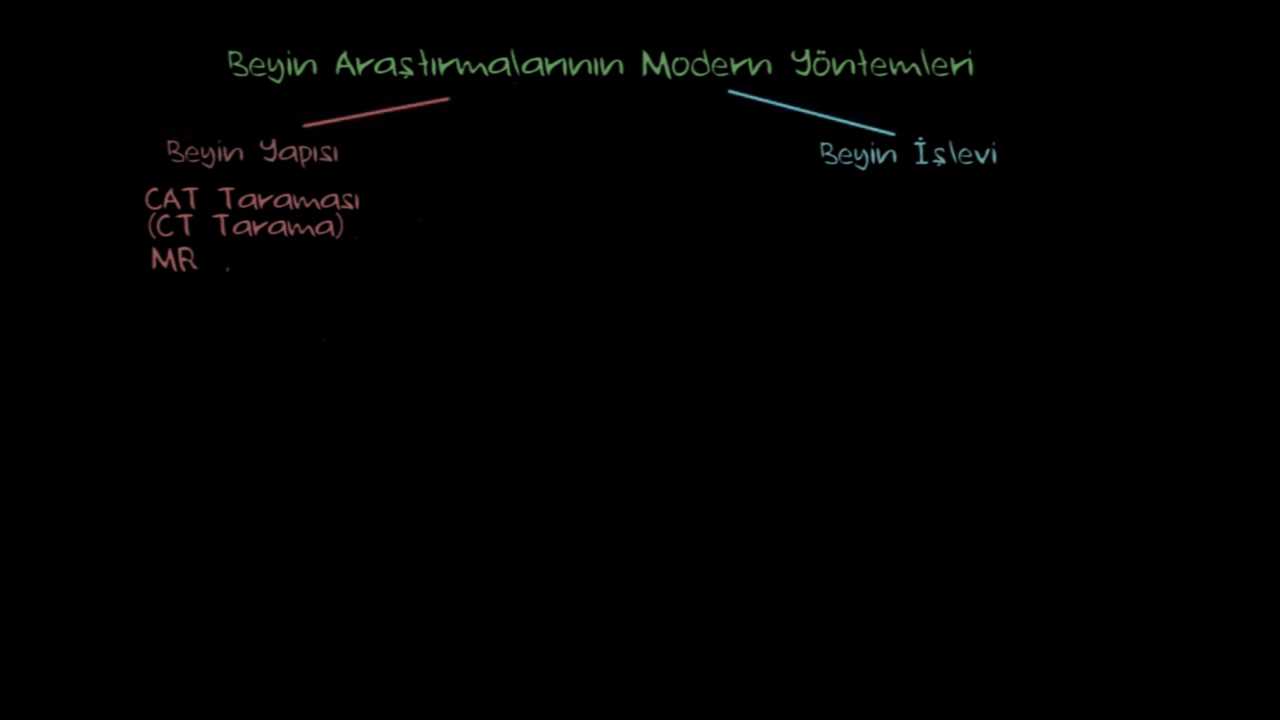 Beyin Araştırmalarının Modern Yöntemleri
Beyin Yapısı
CAT Taraması
(CT Tarama)
MR
Beyin İşlevi